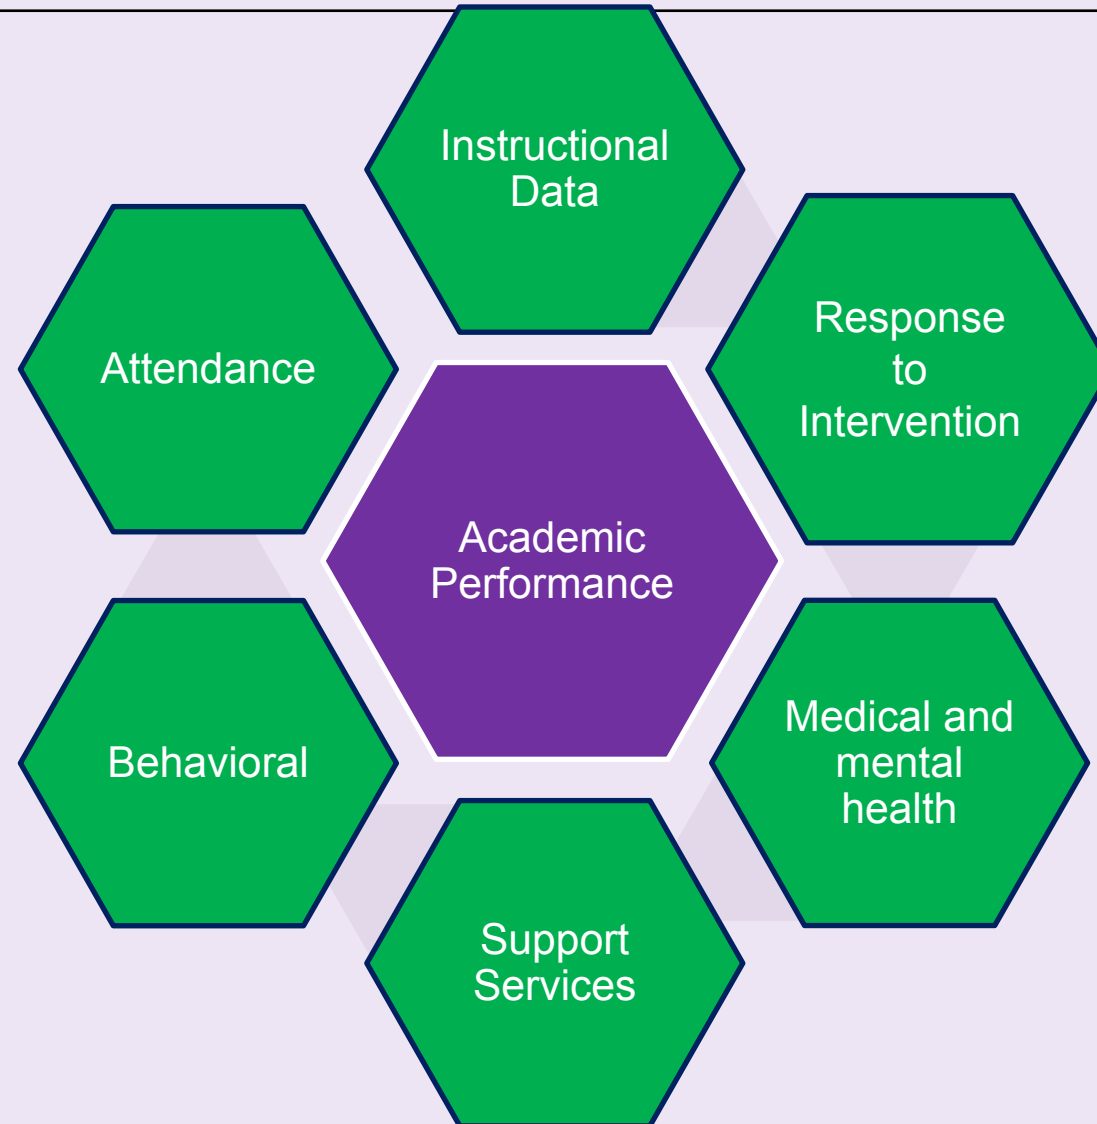 Instructional
Data
Response
to
Intervention
Attendance
Academic
Performance
Medical and
mental
health
Behavioral
Support
Services